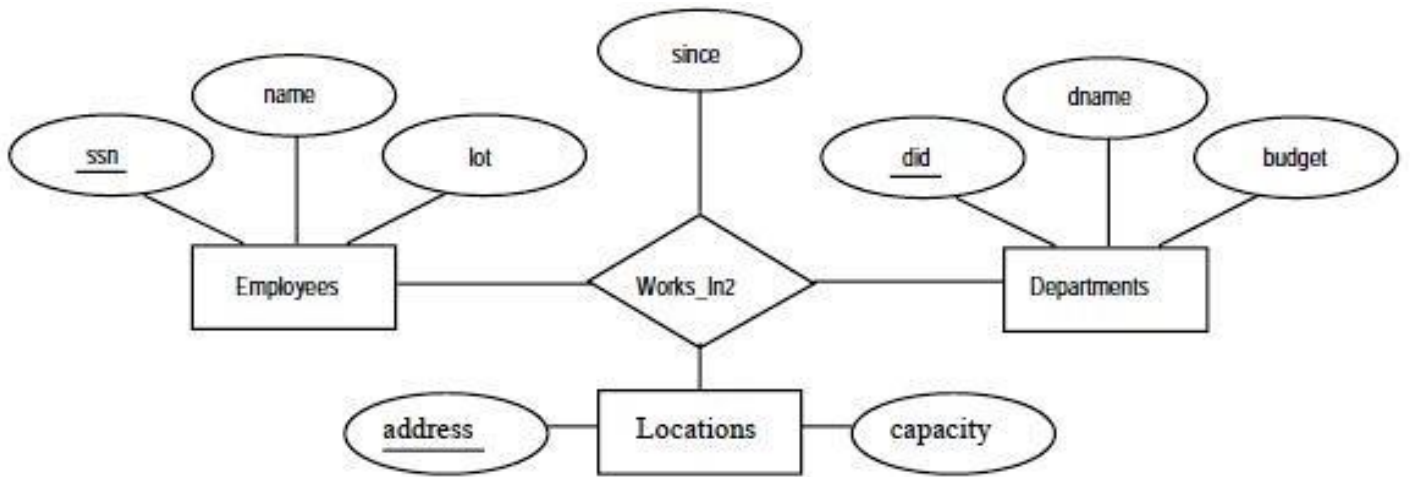 since
name
dname
ssn
lot
did
budget
Employees
Works_In2
Departments
address
Locations
capacity